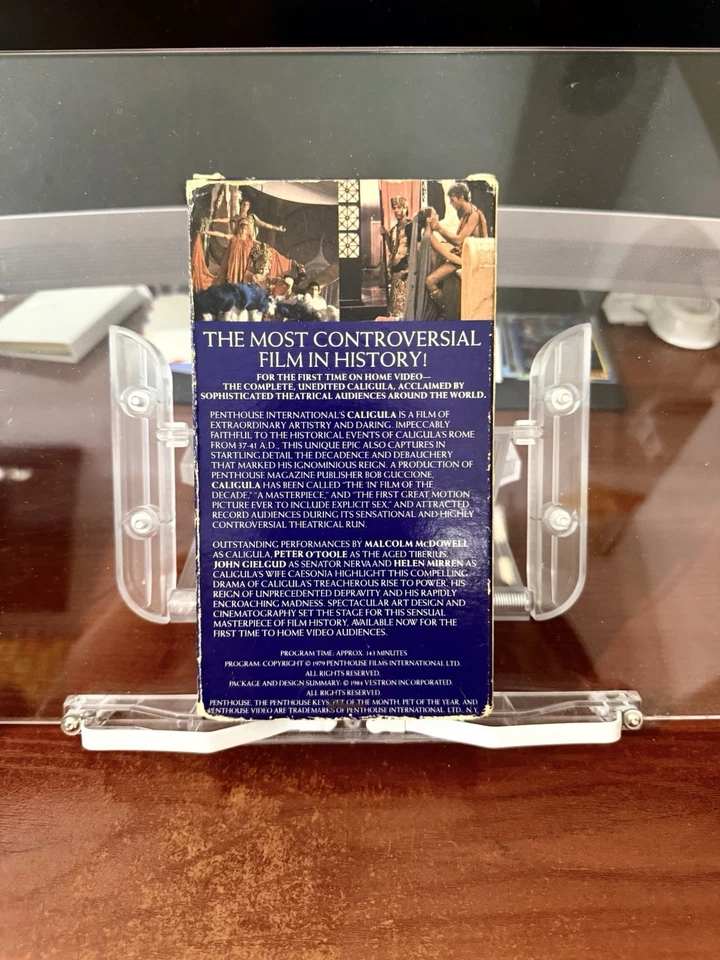 THE MOST CONTROVERSIAL
FILM IN HISTORY!
FOR THE FIRST TIME ON HOME VIDEO—
THE COMPLETE, UNEDITED CALIGULA, ACCLAIMED BY
SOPHISTICATED THEATRICAL AUDIENCES AROUND THE WORLD.
PENTHOUSE INTERNATIONAL'S CALIGULA IS A FILM OF
EXTRAORDINARY ARTISTRY AND DARING. IMPECCABLY
FAITHFUL TO THE HISTORICAL EVENTS OF CALIGULA'S ROME
FROM 37-41 A.D., THIS UNIQUE EPIC ALSO CAPTURES IN
STARTLING DETAIL THE DECADENCE AND DEBAUCHERY
THAT MARKED HIS IGNOMINIOUS REIGN. A PRODUCTION OF
PENTHOUSE MAGAZINE PUBLISHER BOB GUCCIONE,
CALIGULA HAS BEEN CALLED "THE 'IN' FILM OF THE
DECADE," "A MASTERPIECE," AND "THE FIRST GREAT MOTION
PICTURE EVER TO INCLUDE EXPLICIT SEX," AND ATTRACTED
RECORD AUDIENCES DURING ITS SENSATIONAL AND HIGHLY
CONTROVERSIAL THEATRICAL RUN.
OUTSTANDING PERFORMANCES BY MALCOLM McDOWELL
AS CALIGULA, PETER O'TOOLE AS THE AGED TIBERIUS,
JOHN GIELGUD AS SENATOR NERVA AND HELEN MIRREN AS
CALIGULA'S WIFE CAESONIA HIGHLIGHT THIS COMPELLING
DRAMA OF CALIGULA'S TREACHEROUS RISE TO POWER, HIS
REIGN OF UNPRECEDENTED DEPRAVITY AND HIS RAPIDLY
ENCROACHING MADNESS. SPECTACULAR ART DESIGN AND
CINEMATOGRAPHY SET THE STAGE FOR THIS SENSUAL
MASTERPIECE OF FILM HISTORY, AVAILABLE NOW FOR THE
FIRST TIME TO HOME VIDEO AUDIENCES.
PROGRAM TIME: APPROX. 143 MINUTES
PROGRAM: COPYRIGHT © 1979 PENTHOUSE FILMS INTERNATIONAL LTD.
ALL RIGHTS RESERVED.
PACKAGE AND DESIGN SUMMARY: © 1984 VESTRON INCORPORATED.
ALL RIGHTS RESERVED.
PENTHOUSE, THE PENTHOUSE KEYS, PET OF THE MONTH, PET OF THE YEAR, AND
PENTHOUSE VIDEO ARE TRADEMARKS OF PENTHOUSE INTERNATIONAL, LTD., N.Y.